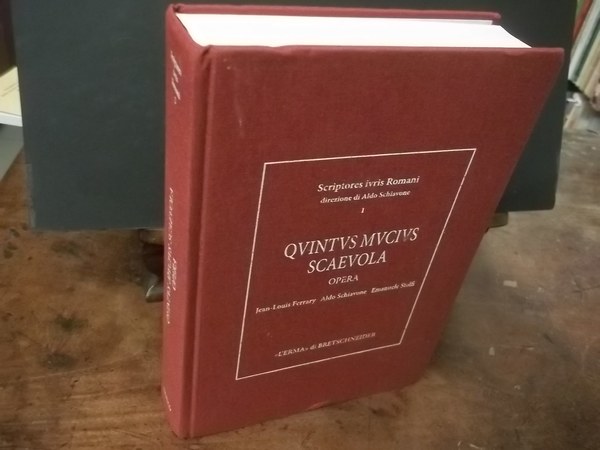 Scriptores ivris Romani
direzione di Aldo Schiavone
1
QVINTVS MVCIVS
SCAEVOLA
OPERA
Jean-Louis Ferrary Aldo Schiavone Emanuele Stolfi
«L'ERMA» di BRETSCHNEIDER